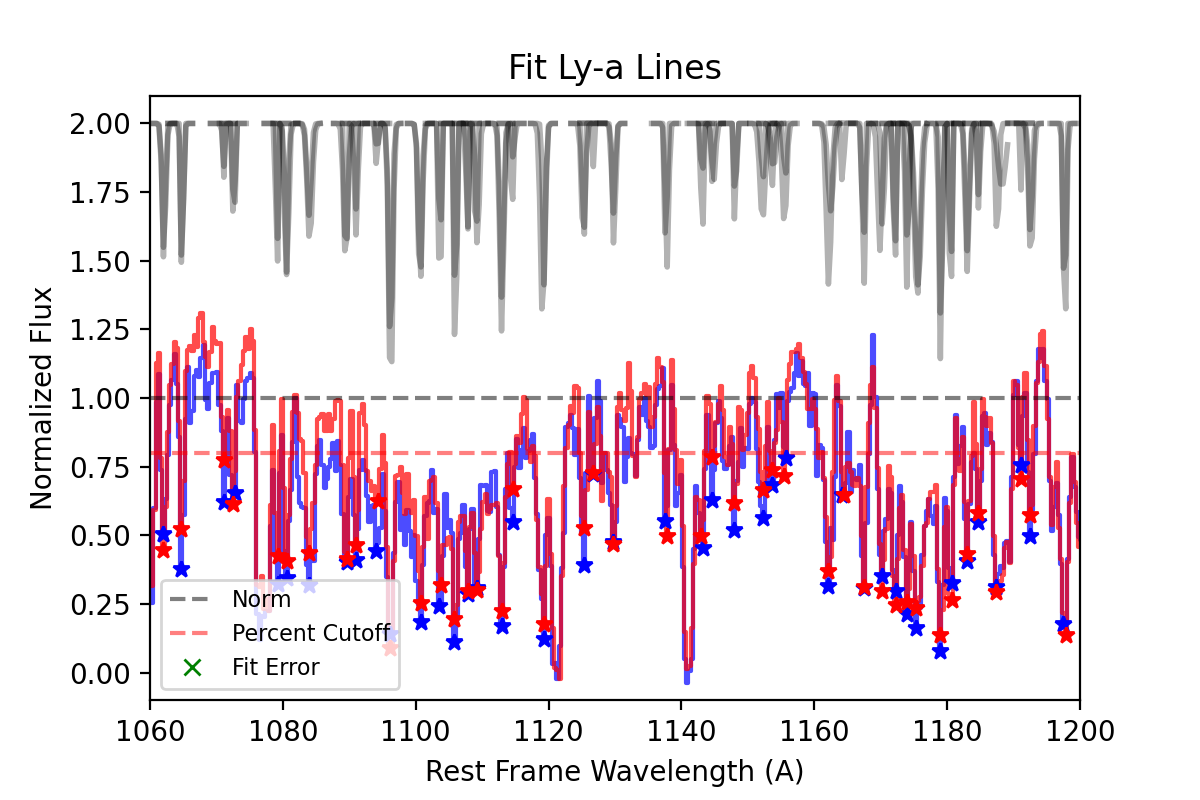 Fit Ly-a Lines
Normalized Flux
2.00
1.75
1.50
1.25
1.00
0.75
0.50
0.25
0.00
Norm
Percent Cutoff
Fit Error
1060 1080 1100 1120 1140 1160 1180 1200
Rest Frame Wavelength (A)